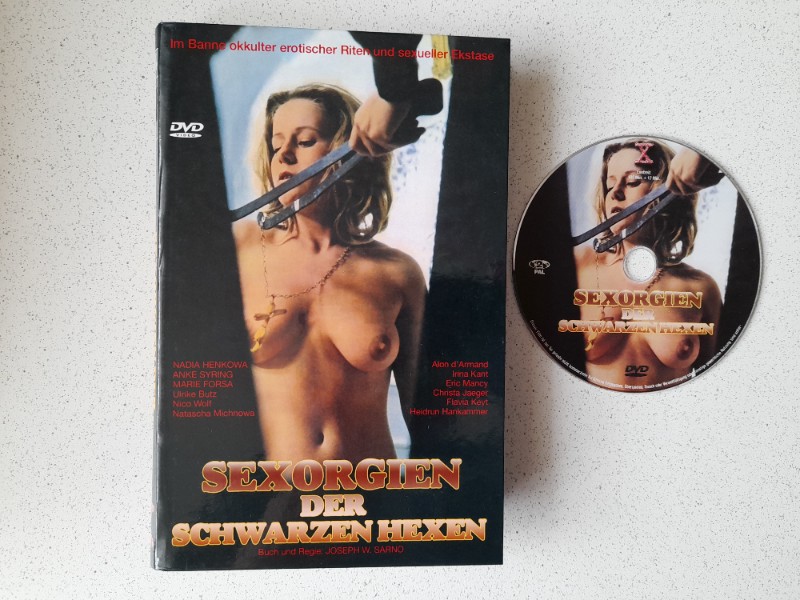 Im Banne okkulter erotischer Riten und sexueller Ekstase
DVD
VIDEO
NADIA HENKOWA
ANKE SYRING
MARIE FORSA
Ulrike Butz
Nico Wolf
Natascha Michnowa
Alon d'Armand
Irina Kant
Eric Mancy
Christa Jaeger
Flavia Keyt
Heidrun Hankammer
SEXORGIEN
DER
SCHWARZEN HEXEN
Buch und Regie: JOSEPH W. SARNO
X
PAL
SEXORGIEN
DER
SCHWARZEN HEXEN
DVD